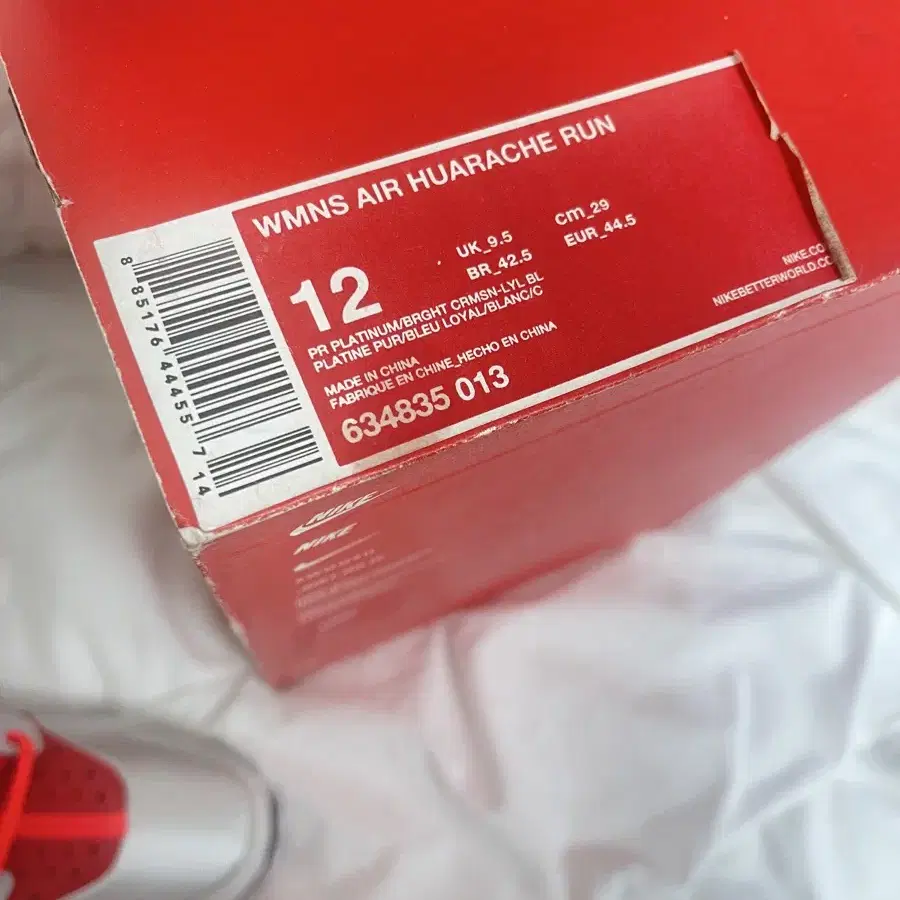 WMNS AIR HUARACHE RUN
12
UK_9.5
cm_29
BR_42.5
EUR_44.5
PR PLATINUM/BRGHT CRMSN-LYL BL
PLATINE PUR/BLEU LOYAL/BLANC/C
MADE IN CHINA
FABRIQUE EN CHINE_HECHO EN CHINA
634835 013
NIKE.CO
NIKEBETTERWORLD.CO
8 85176 44455 7 14
NIKE
NIKE